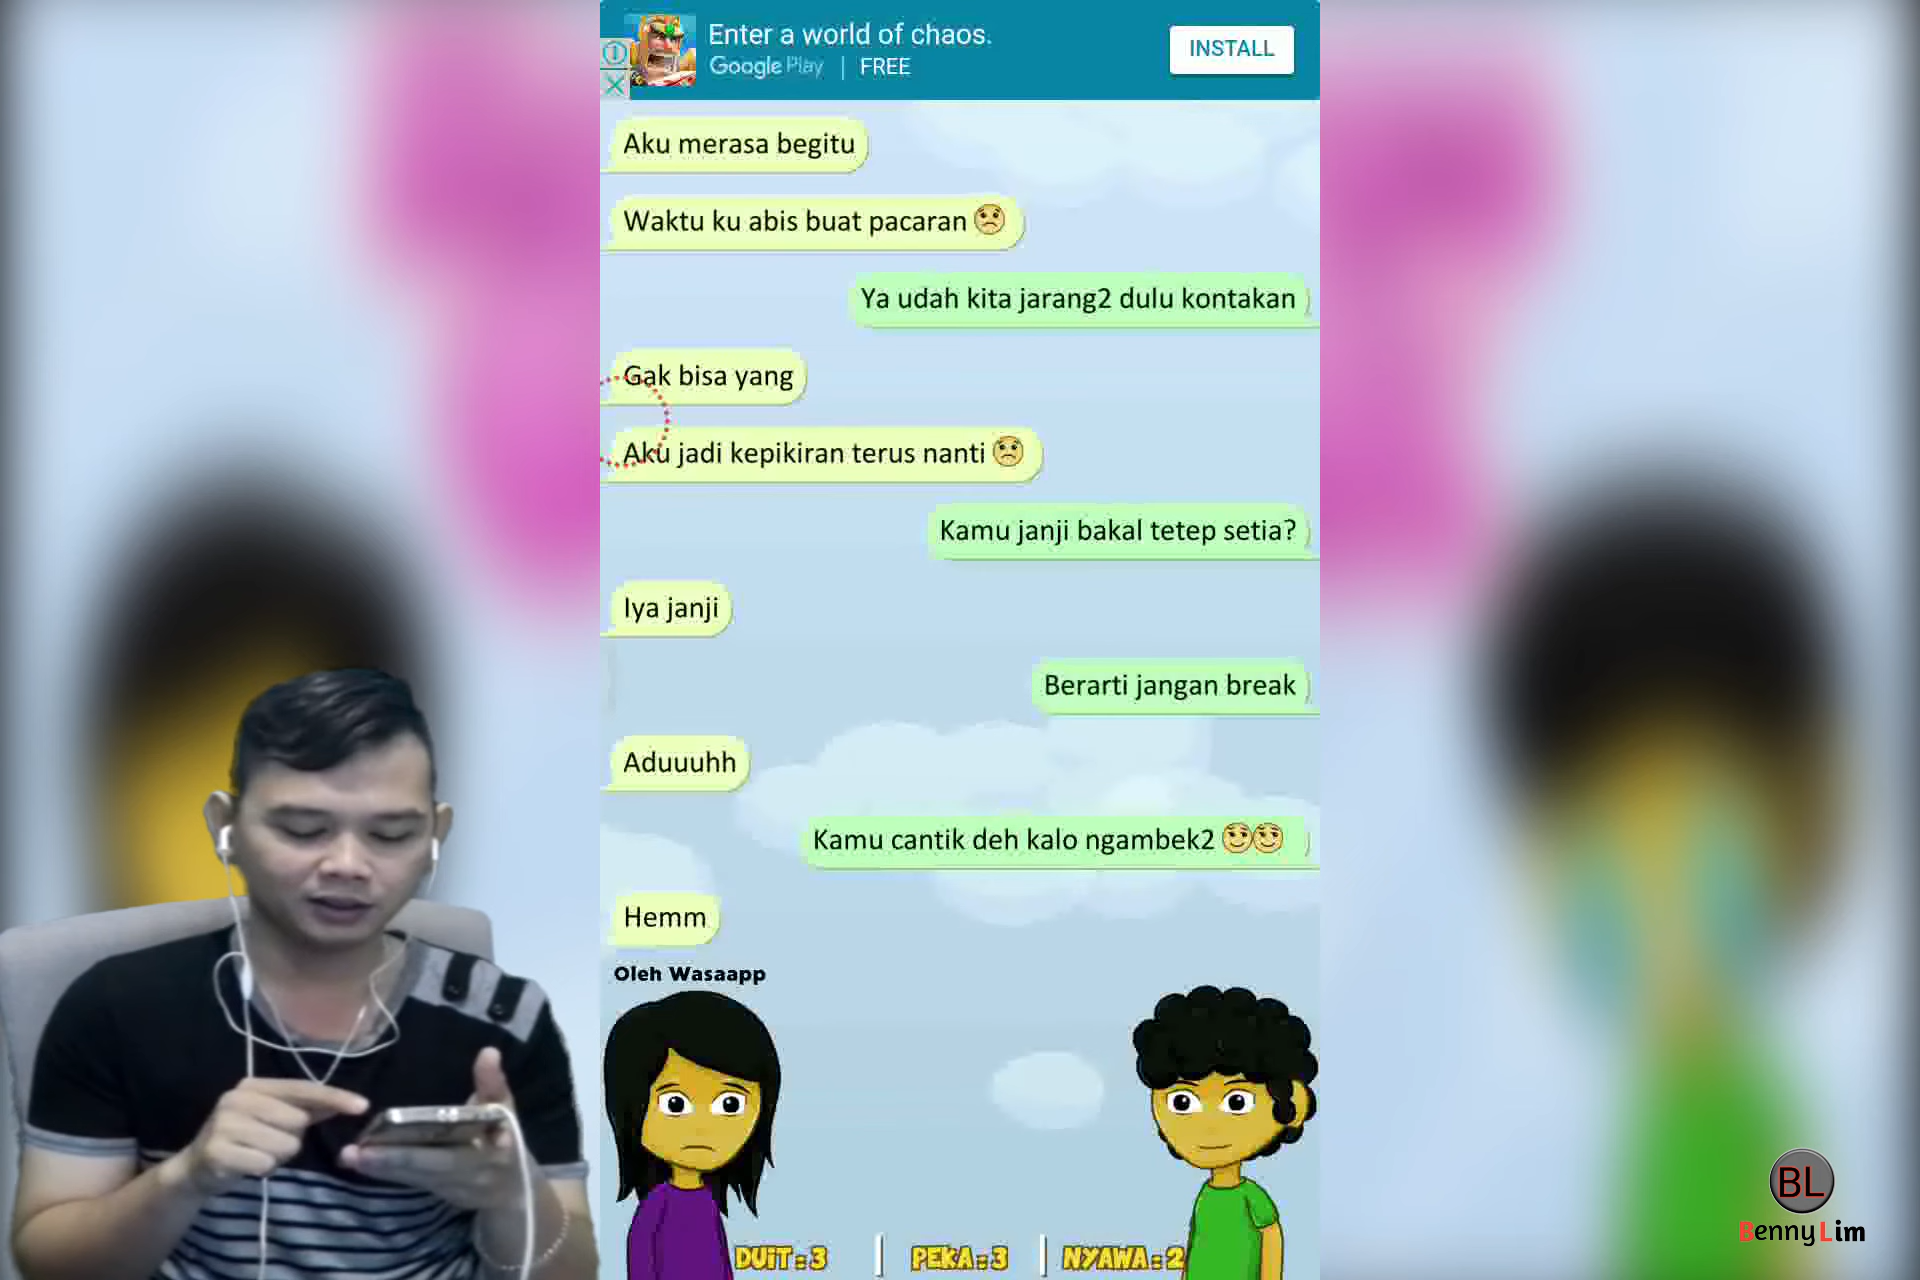 Enter a world of chaos.
Google Play | FREE
INSTALL
Aku merasa begitu
Waktu ku abis buat pacaran
Ya udah kita jarang2 dulu kontakan
Gak bisa yang
Aku jadi kepikiran terus nanti
Kamu janji bakal tetep setia?
Iya janji
Berarti jangan break
Aduuuhh
Kamu cantik deh kalo ngambek2
Hemm
Oleh Wasaapp
DUIT:3 | PEKA:3 | NYAWA:2
BL
BennyLim